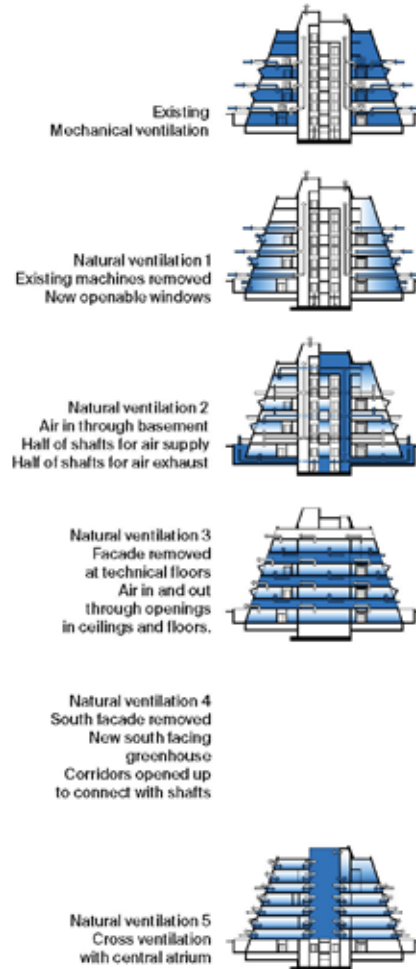 Existing
Mechanical ventilation
Natural ventilation 1
Existing machines removed
New openable windows
Natural ventilation 2
Air in through basement
Half of shafts for air supply
Half of shafts for air exhaust
Natural ventilation 3
Facade removed
at technical floors
Air in and out
through openings
in ceilings and floors.
Natural ventilation 4
South facade removed
New south facing
greenhouse
Corridors opened up
to connect with shafts
Natural ventilation 5
Cross ventilation
with central atrium